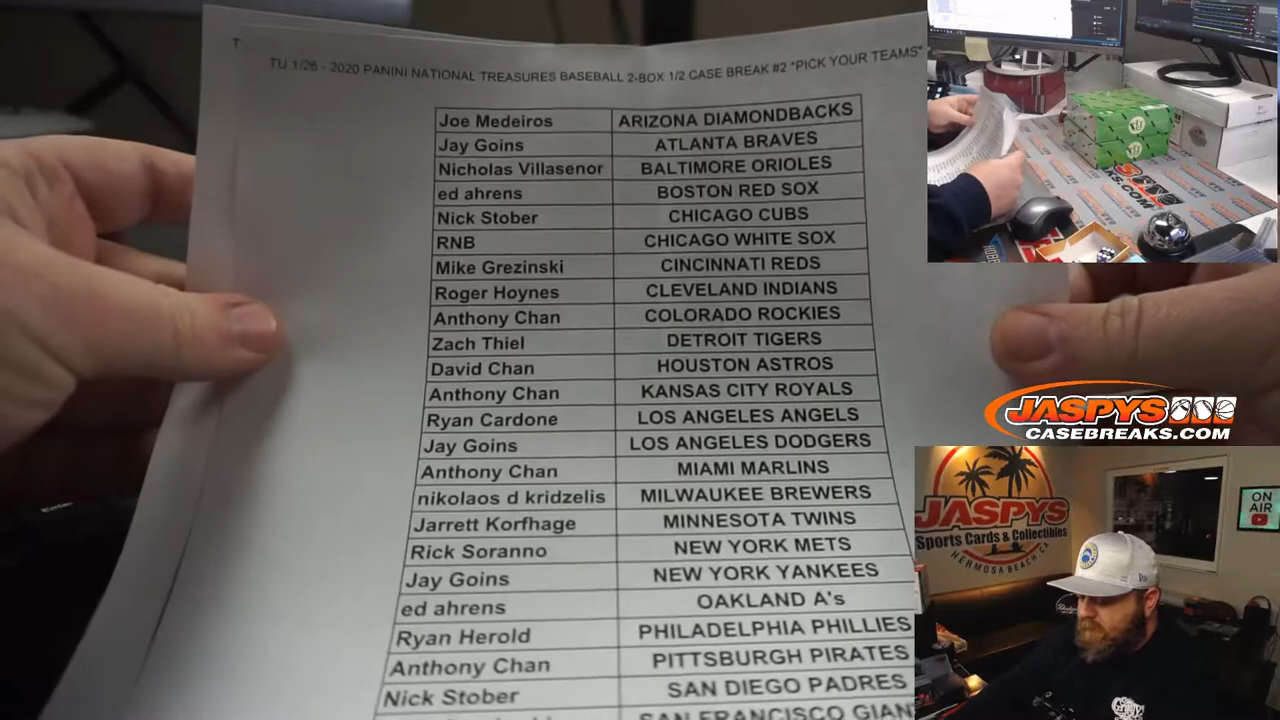 TU 1/26 - 2020 PANINI NATIONAL TREASURES BASEBALL 2-BOX 1/2 CASE BREAK #2 "PICK YOUR TEAMS"
Joe Medeiros ARIZONA DIAMONDBACKS
Jay Goins ATLANTA BRAVES
Nicholas Villasenor BALTIMORE ORIOLES
ed ahrens BOSTON RED SOX
Nick Stober CHICAGO CUBS
RNB CHICAGO WHITE SOX
Mike Grezinski CINCINNATI REDS
Roger Hoynes CLEVELAND INDIANS
Anthony Chan COLORADO ROCKIES
Zach Thiel DETROIT TIGERS
David Chan HOUSTON ASTROS
Anthony Chan KANSAS CITY ROYALS
Ryan Cardone LOS ANGELES ANGELS
Jay Goins LOS ANGELES DODGERS
Anthony Chan MIAMI MARLINS
nikolaos d kridzelis MILWAUKEE BREWERS
Jarrett Korfhage MINNESOTA TWINS
Rick Soranno NEW YORK METS
Jay Goins NEW YORK YANKEES
ed ahrens OAKLAND A's
Ryan Herold PHILADELPHIA PHILLIES
Anthony Chan PITTSBURGH PIRATES
Nick Stober SAN DIEGO PADRES
SAN FRANCISCO GIAN
JASPYS
CASEBREAKS.COM
JASPYS
Sports Cards & Collectibles
HERMOSA BEACH, CA
ON
AIR